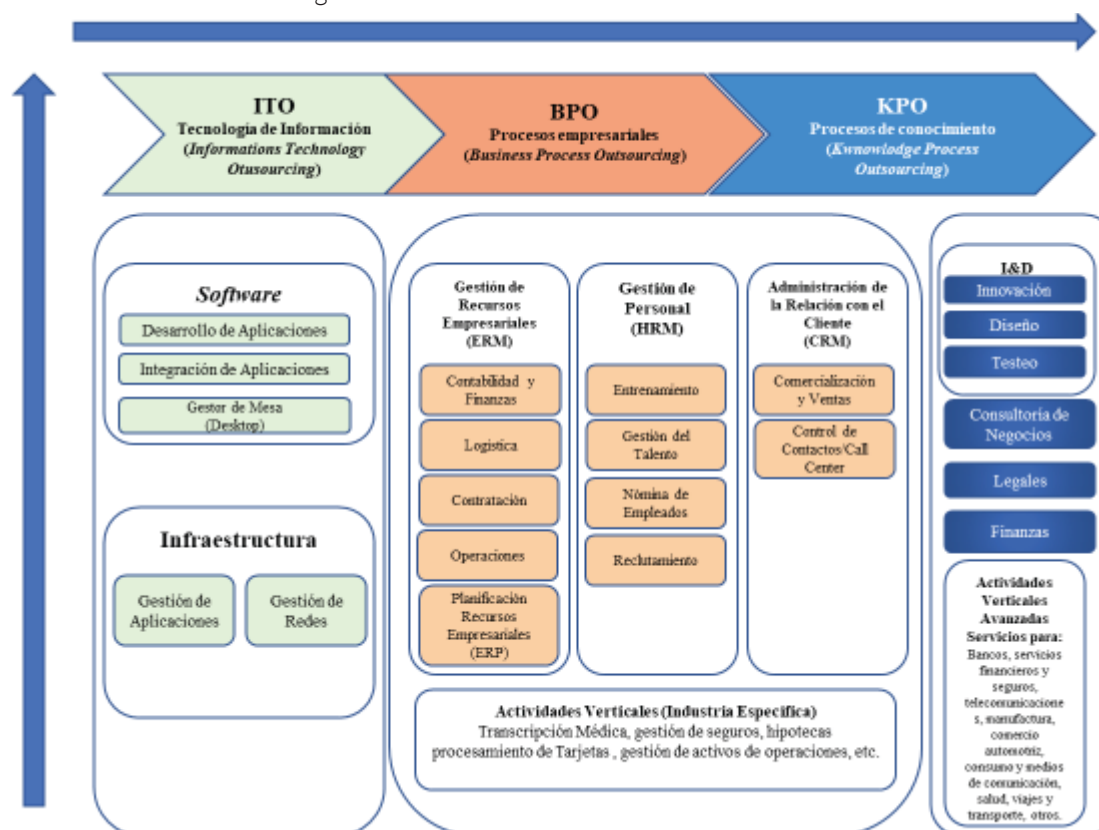 ITO
Tecnología de Información
(Informations Technology
Otusourcing)
BPO
Procesos empresariales
(Business Process Outsourcing)
KPO
Procesos de conocimiento
(Kwnowladge Process
Outsourcing)
Software
Desarrollo de Aplicaciones
Integración de Aplicaciones
Gestor de Mesa
(Desktop)
Infraestructura
Gestión de
Aplicaciones
Gestión de
Redes
Gestión de
Recursos
Empresariales
(ERM)
Contabilidad y
Finanzas
Logística
Contratación
Operaciones
Planificación
Recursos
Empresariales
(ERP)
Gestión de
Personal
(HRM)
Entrenamiento
Gestión del
Talento
Nómina de
Empleados
Reclutamiento
Administración de
la Relación con el
Cliente
(CRM)
Comercialización
y Ventas
Control de
Contactos/Call
Center
Actividades Verticales (Industria Específica)
Transcripción Médica, gestión de seguros, hipotecas
procesamiento de Tarjetas , gestión de activos de operaciones, etc.
I&D
Innovación
Diseño
Testeo
Consultoría de
Negocios
Legales
Finanzas
Actividades
Verticales
Avanzadas
Servicios para:
Bancos, servicios
financieros y
seguros,
telecomunicacione
s, manufactura,
comercio
automotriz,
consumo y medios
de comunicación,
salud, viajes y
transporte, otros.